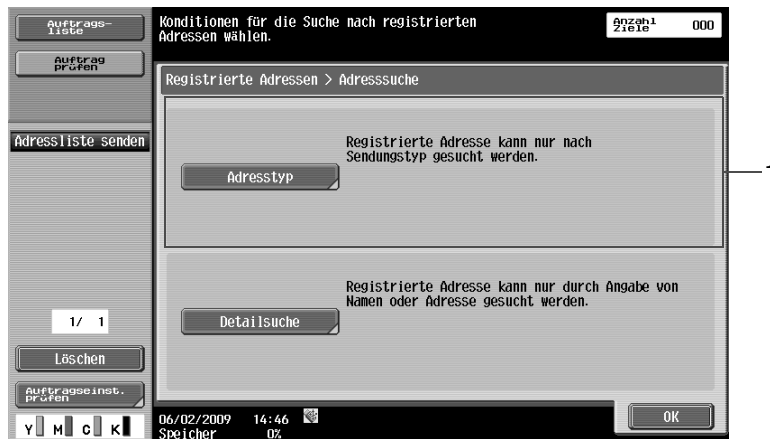 Auftrags-
liste
Auftrag
prüfen
Adressliste senden
1/ 1
Löschen
Auftragseinst.
prüfen
Y M C K
Konditionen für die Suche nach registrierten
Adressen wählen.
Anzahl
Ziele 000
Registrierte Adressen > Adresssuche
Registrierte Adresse kann nur nach
Sendungstyp gesucht werden.
Adresstyp
Registrierte Adresse kann nur durch Angabe von
Namen oder Adresse gesucht werden.
Detailsuche
OK
06/02/2009 14:46
Speicher 0%